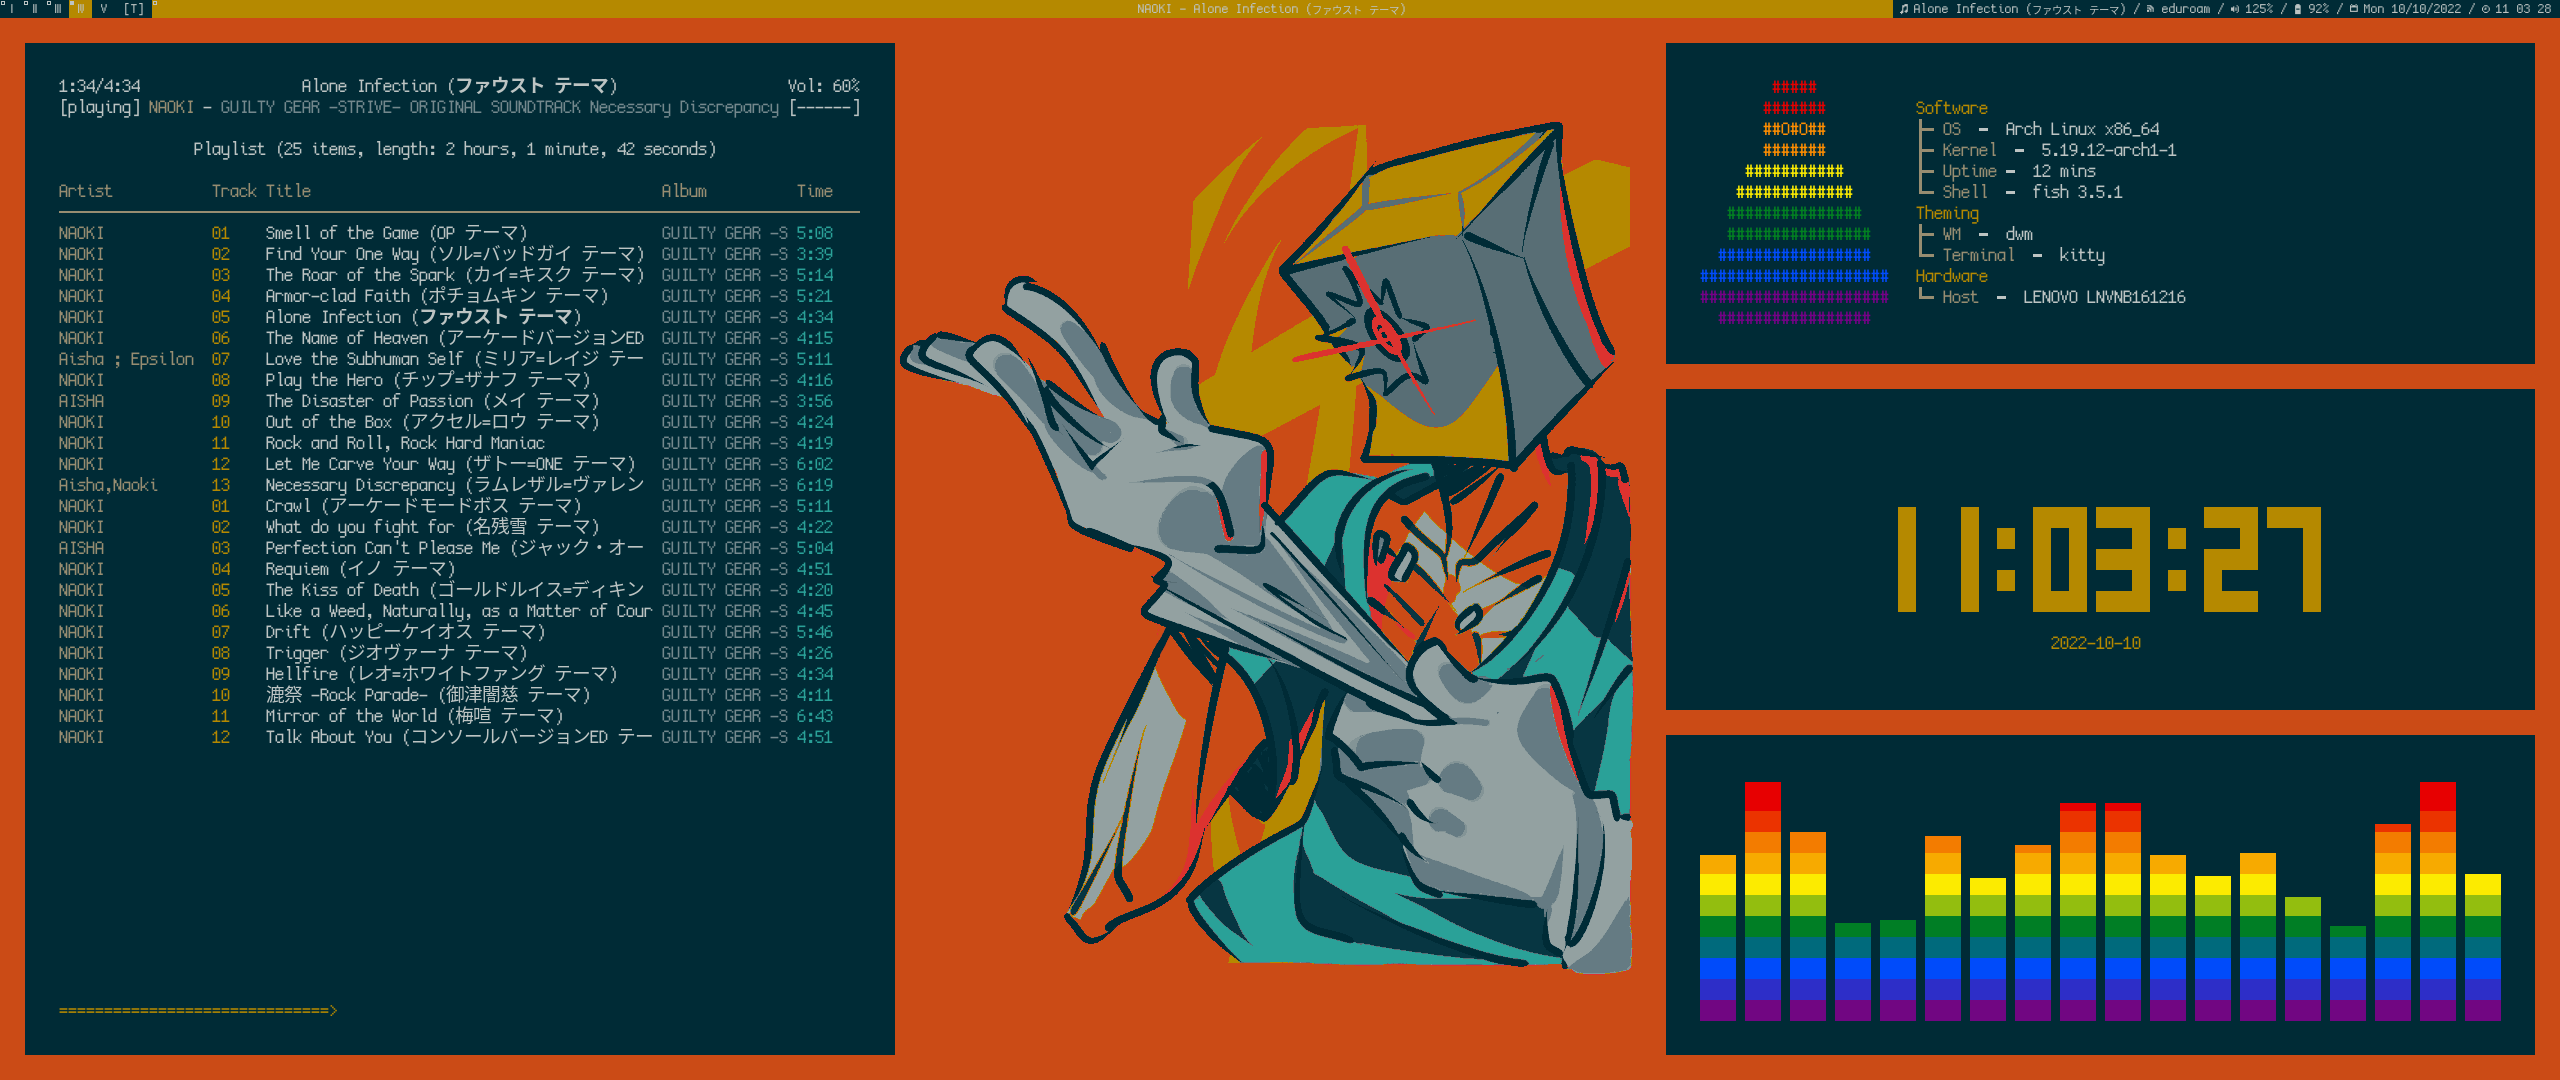 I II III IV V [T]
NAOKI - Alone Infection (ファウスト テーマ)
Alone Infection (ファウスト テーマ) / eduroam / 125% / 92% / Mon 10/10/2022 / 11 03 28
1:34/4:34 Alone Infection (ファウスト テーマ) Vol: 60%
[playing] NAOKI - GUILTY GEAR -STRIVE- ORIGINAL SOUNDTRACK Necessary Discrepancy [------]
Playlist (25 items, length: 2 hours, 1 minute, 42 seconds)
Artist Track Title Album Time
NAOKI 01 Smell of the Game (OP テーマ) GUILTY GEAR -S 5:08
NAOKI 02 Find Your One Way (ソル=バッドガイ テーマ) GUILTY GEAR -S 3:39
NAOKI 03 The Roar of the Spark (カイ=キスク テーマ) GUILTY GEAR -S 5:14
NAOKI 04 Armor-clad Faith (ポチョムキン テーマ) GUILTY GEAR -S 5:21
NAOKI 05 Alone Infection (ファウスト テーマ) GUILTY GEAR -S 4:34
NAOKI 06 The Name of Heaven (アーケードバージョンED GUILTY GEAR -S 4:15
Aisha ; Epsilon 07 Love the Subhuman Self (ミリア=レイジ テー GUILTY GEAR -S 5:11
NAOKI 08 Play the Hero (チップ=ザナフ テーマ) GUILTY GEAR -S 4:16
AISHA 09 The Disaster of Passion (メイ テーマ) GUILTY GEAR -S 3:56
NAOKI 10 Out of the Box (アクセル=ロウ テーマ) GUILTY GEAR -S 4:24
NAOKI 11 Rock and Roll, Rock Hard Maniac GUILTY GEAR -S 4:19
NAOKI 12 Let Me Carve Your Way (ザトー=ONE テーマ) GUILTY GEAR -S 6:02
Aisha,Naoki 13 Necessary Discrepancy (ラムレザル=ヴァレン GUILTY GEAR -S 6:19
NAOKI 01 Crawl (アーケードモードボス テーマ) GUILTY GEAR -S 5:11
NAOKI 02 What do you fight for (名残雪 テーマ) GUILTY GEAR -S 4:22
AISHA 03 Perfection Can't Please Me (ジャック・オー GUILTY GEAR -S 5:04
NAOKI 04 Requiem (イノ テーマ) GUILTY GEAR -S 4:51
NAOKI 05 The Kiss of Death (ゴールドルイス=ディキン GUILTY GEAR -S 4:20
NAOKI 06 Like a Weed, Naturally, as a Matter of Cour GUILTY GEAR -S 4:45
NAOKI 07 Drift (ハッピーケイオス テーマ) GUILTY GEAR -S 5:46
NAOKI 08 Trigger (ジオヴァーナ テーマ) GUILTY GEAR -S 4:26
NAOKI 09 Hellfire (レオ=ホワイトファング テーマ) GUILTY GEAR -S 4:34
NAOKI 10 漉祭 -Rock Parade- (御津闇慈 テーマ) GUILTY GEAR -S 4:11
NAOKI 11 Mirror of the World (梅喧 テーマ) GUILTY GEAR -S 6:43
NAOKI 12 Talk About You (コンソールバージョンED テー GUILTY GEAR -S 4:51
==============================>
#####
#######
##O#O##
#######
###########
#############
###############
################
#################
#####################
#####################
#################
Software
OS - Arch Linux x86_64
Kernel - 5.19.12-arch1-1
Uptime - 12 mins
Shell - fish 3.5.1
Theming
WM - dwm
Terminal - kitty
Hardware
Host - LENOVO LNVNB161216
11:03:27
2022-10-10